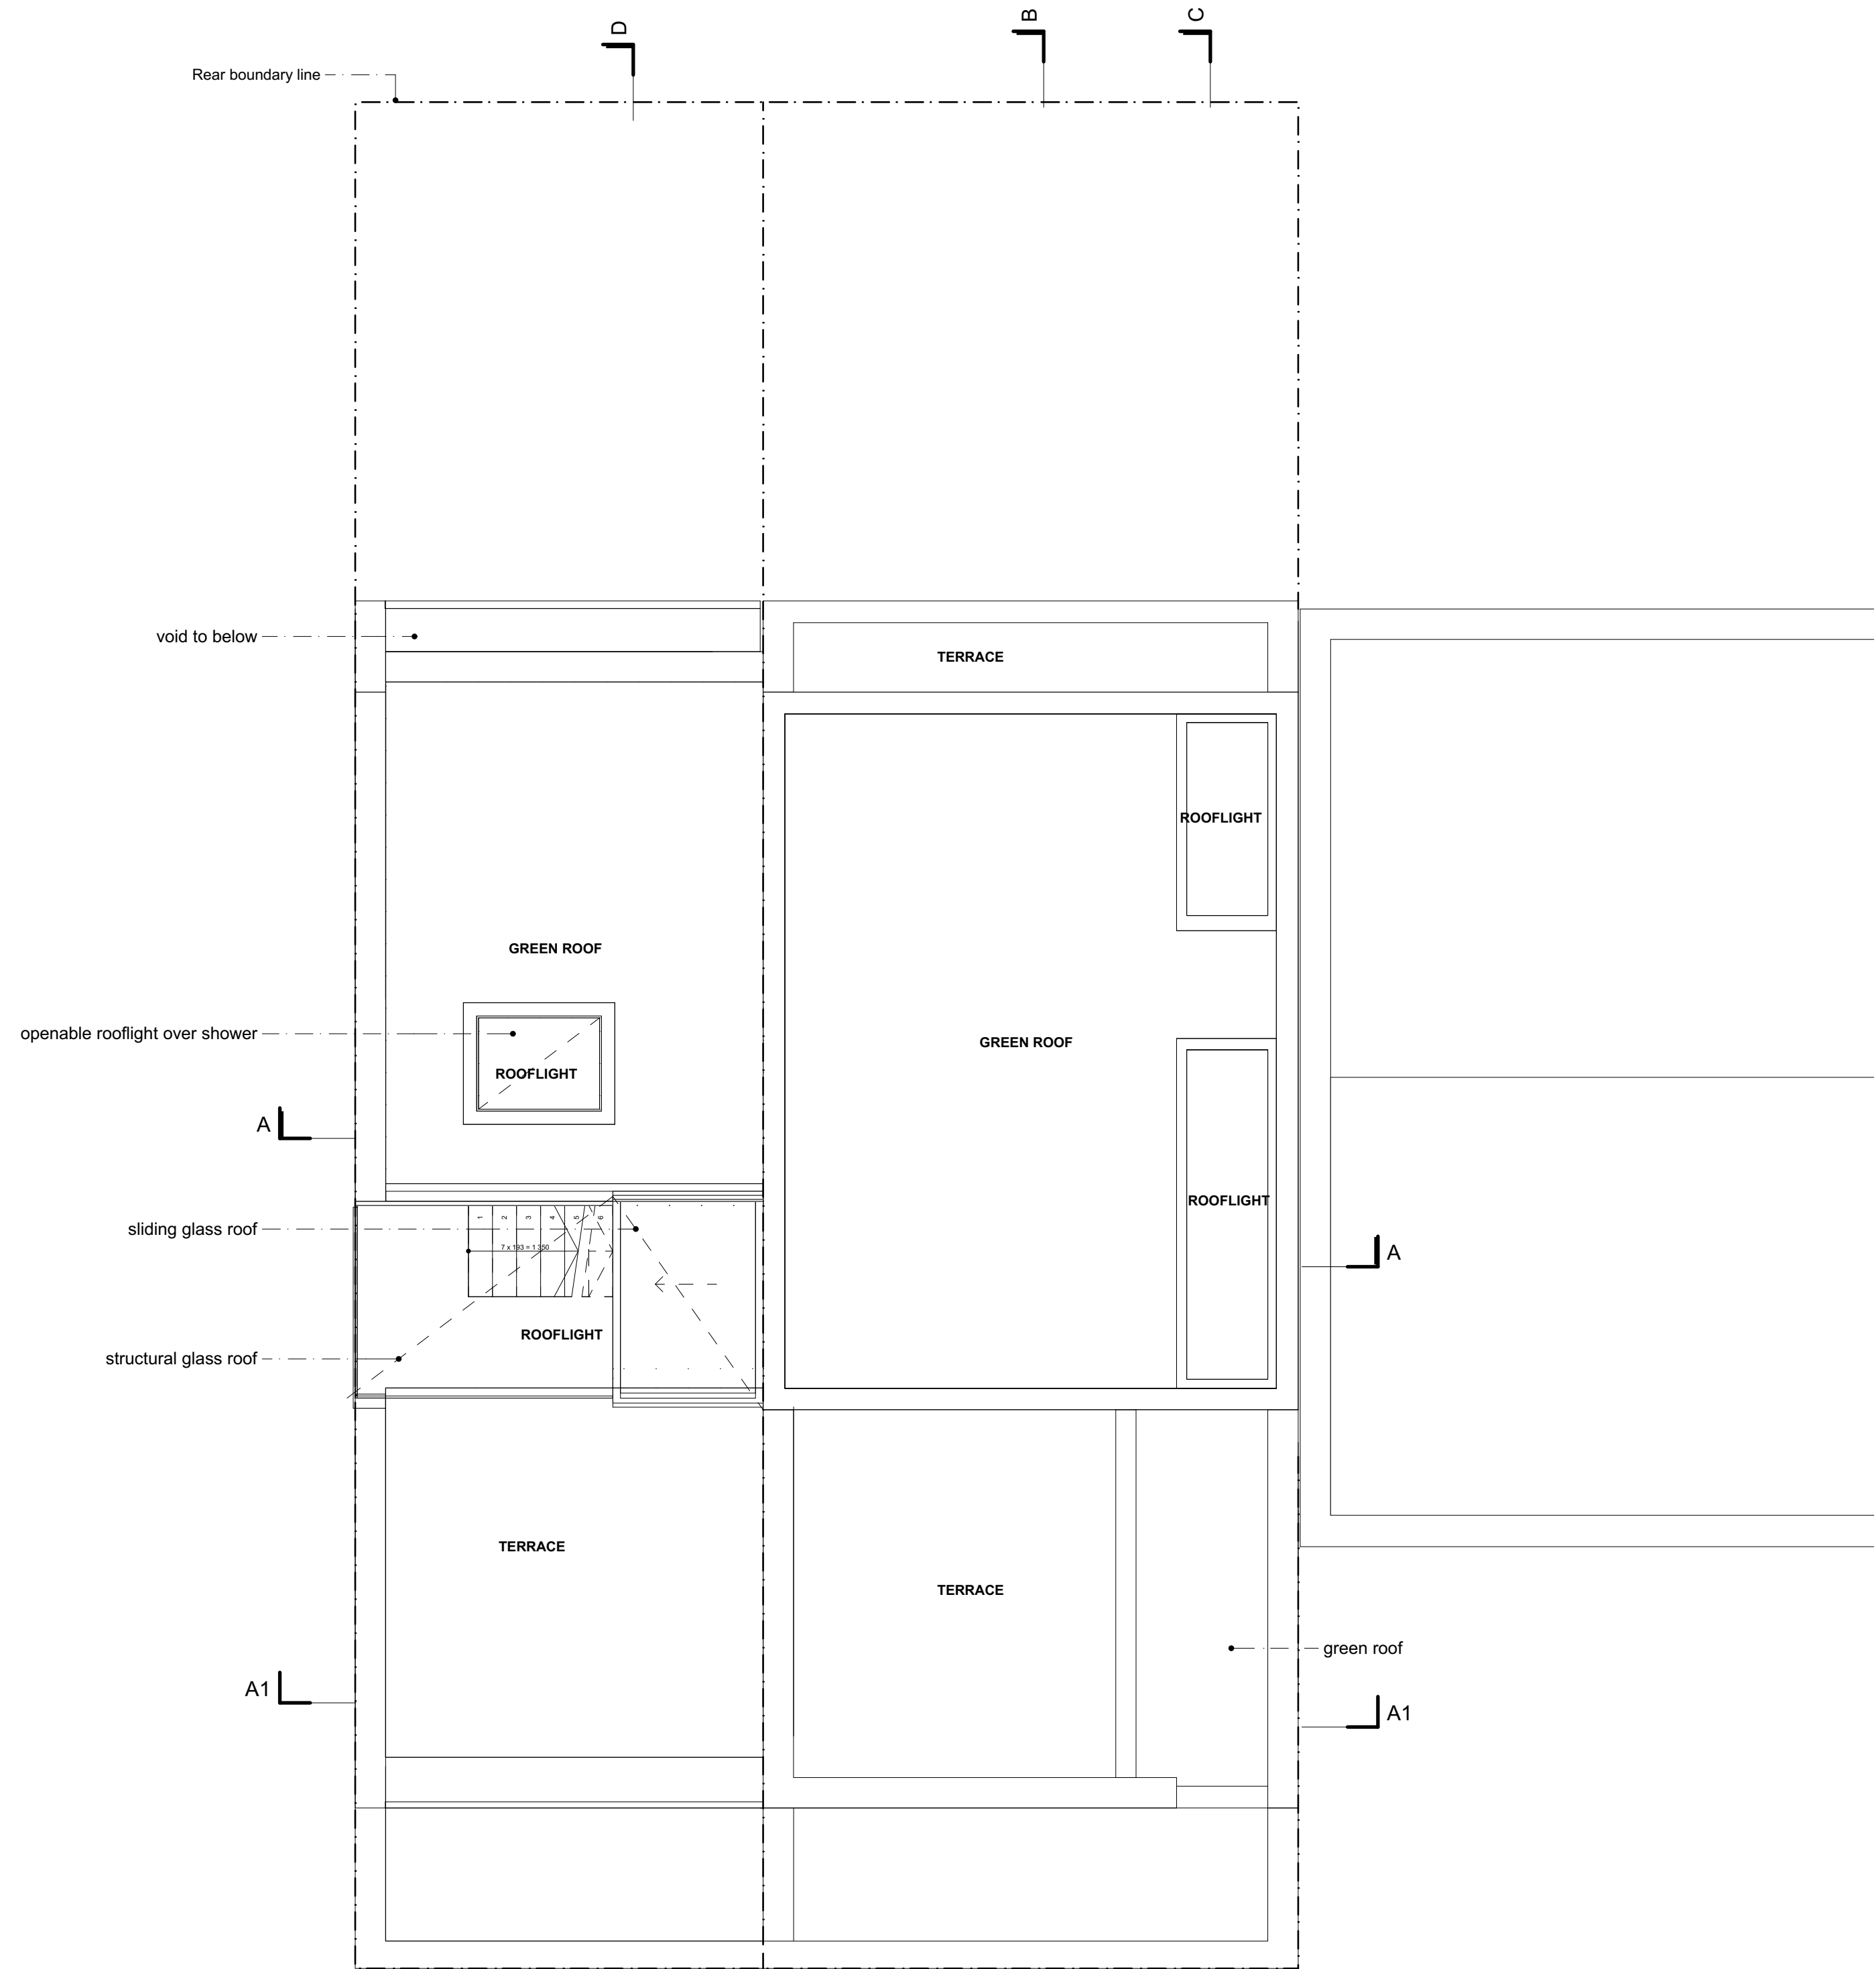 D
B
C
Rear boundary line
void to below
TERRACE
ROOFLIGHT
GREEN ROOF
openable rooflight over shower
GREEN ROOF
ROOFLIGHT
A
ROOFLIGHT
1 2 3 4 5 6
sliding glass roof
7 x 193 = 1 350
A
ROOFLIGHT
structural glass roof
TERRACE
TERRACE
green roof
A1
A1